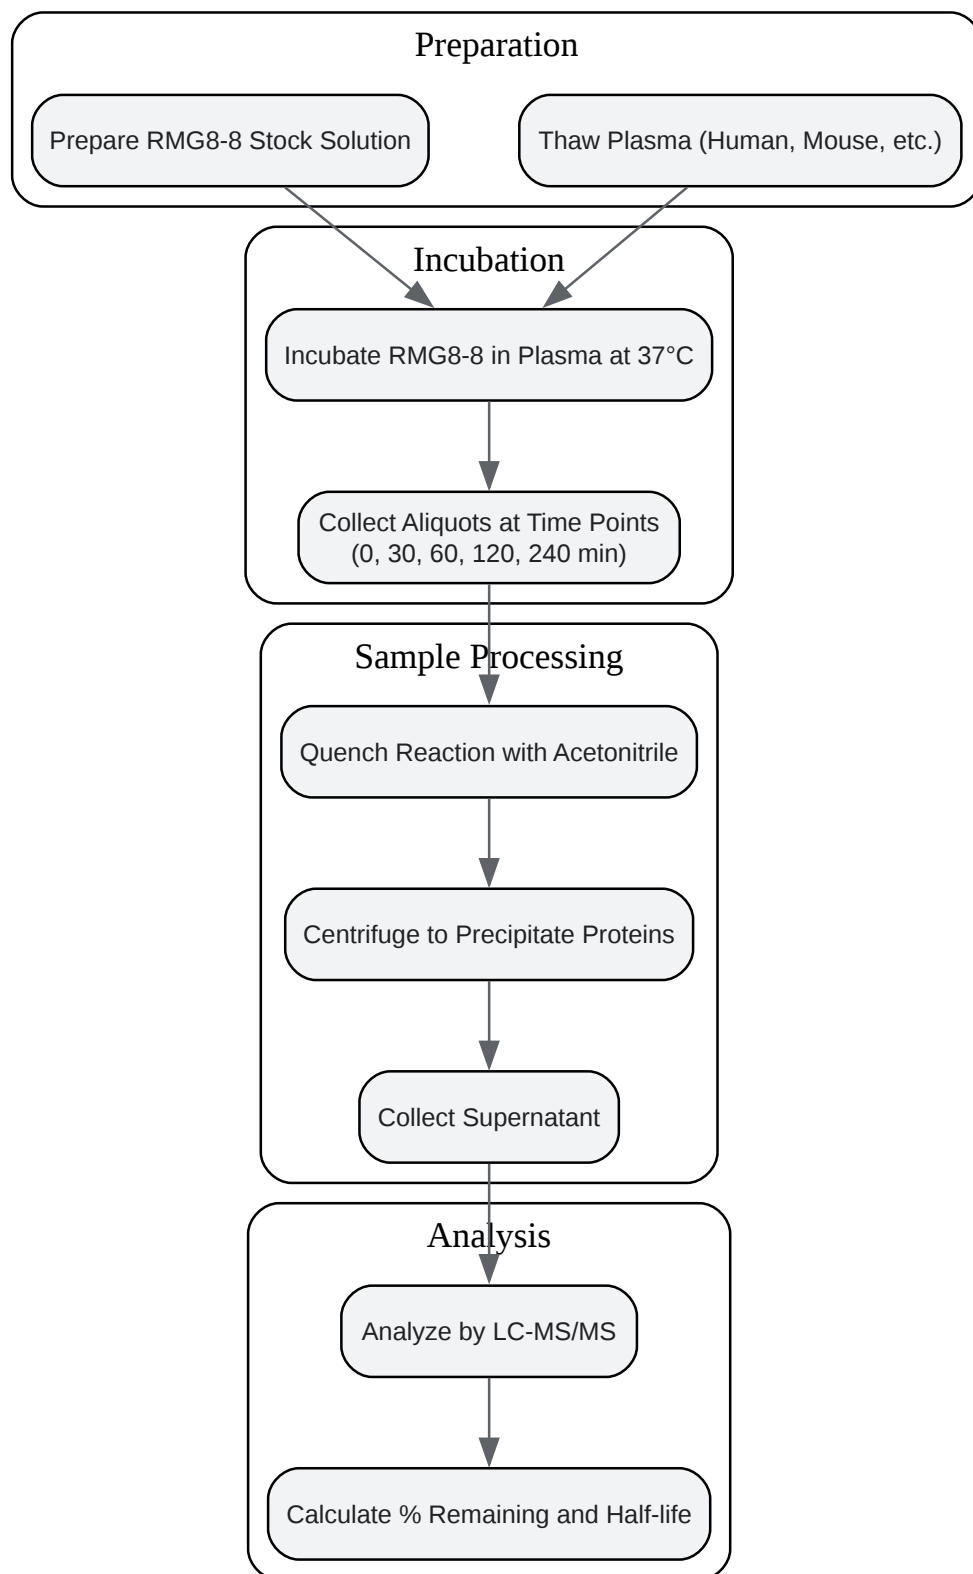 Preparation
Prepare RMG8-8 Stock Solution
Thaw Plasma (Human, Mouse, etc.)
Incubation
Incubate RMG8-8 in Plasma at 37°C
Collect Aliquots at Time Points
(0, 30, 60, 120, 240 min)
Sample Processing
Quench Reaction with Acetonitrile
Centrifuge to Precipitate Proteins
Collect Supernatant
Analysis
Analyze by LC-MS/MS
Calculate % Remaining and Half-life